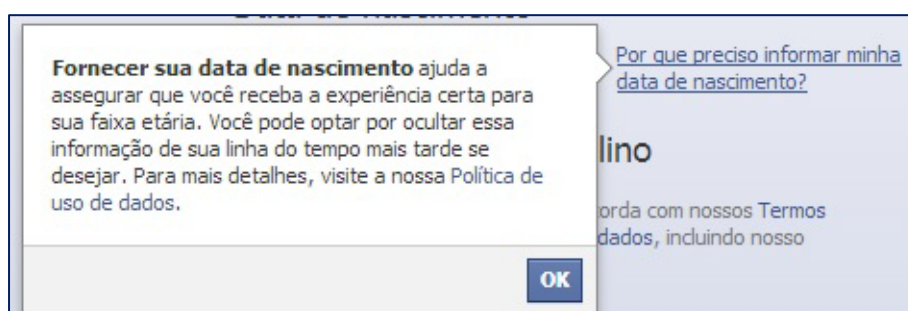 Fornecer sua data de nascimento ajuda a
assegurar que você receba a experiência certa para
sua faixa etária. Você pode optar por ocultar essa
informação de sua linha do tempo mais tarde se
desejar. Para mais detalhes, visite a nossa Política de
uso de dados.
OK
Por que preciso informar minha
data de nascimento?
lino
orda com nossos Termos
dados, incluindo nosso